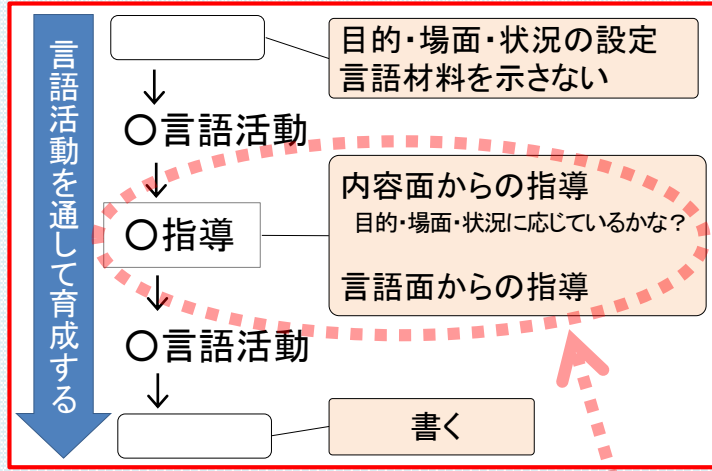 言語活動を通して育成する
目的・場面・状況の設定
言語材料を示さない
↓
〇言語活動
↓
〇指導
内容面からの指導
目的・場面・状況に応じているかな？
言語面からの指導
↓
〇言語活動
↓
書く